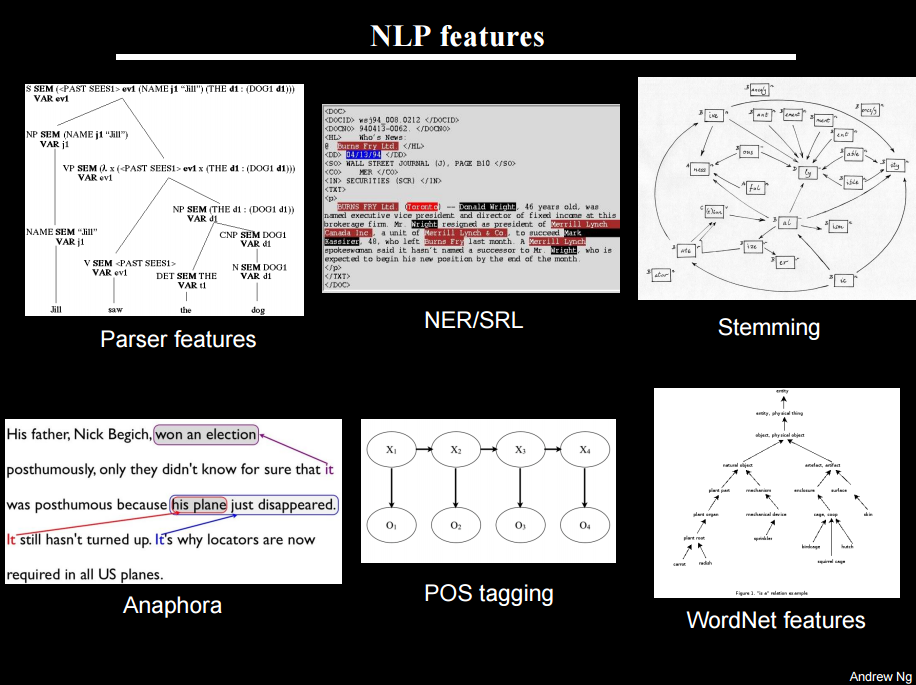 NLP features
S SEM (<PAST SEES1> ev1 (NAME j1 “Jill”) (THE d1 : (DOG1 d1)))
VAR ev1
NP SEM (NAME j1 “Jill”)
VAR j1
VP SEM (λ x (<PAST SEES1> ev1 x (THE d1 : (DOG1 d1)))
VAR ev1
NP SEM (THE d1 : (DOG1 d1))
VAR d1
NAME SEM “Jill”
VAR j1
CNP SEM DOG1
VAR d1
V SEM <PAST SEES1>
VAR ev1
DET SEM THE
VAR t1
N SEM DOG1
VAR d1
Jill saw the dog
Parser features
<DOC>
<DOCID> wsj94_008.0212 </DOCID>
<DOCNO> 940413-0062. </DOCNO>
<HL> Who's News:
@ Burns Fry Ltd. </HL>
<DD> 04/13/94 </DD>
<SO> WALL STREET JOURNAL (J), PAGE B10 </SO>
<CO> MER </CO>
<IN> SECURITIES (SCR) </IN>
<TXT>
<p>
BURNS FRY Ltd. (Toronto) -- Donald Wright, 46 years old, was
named executive vice president and director of fixed income at this
brokerage firm. Mr. Wright resigned as president of Merrill Lynch
Canada Inc., a unit of Merrill Lynch & Co., to succeed Mark
Kassirer, 48, who left Burns Fry last month. A Merrill Lynch
spokeswoman said it hasn't named a successor to Mr. Wright, who is
expected to begin his new position by the end of the month.
</p>
</TXT>
</DOC>
NER/SRL
ive
ant
ment
ent
ous
able
ly
ness
ful
al
ism
ize
er
ate
ator
ic
Stemming
His father, Nick Begich, won an election
posthumously, only they didn't know for sure that it
was posthumous because his plane just disappeared.
It still hasn't turned up. It's why locators are now
required in all US planes.
Anaphora
X1 X2 X3 X4
O1 O2 O3 O4
POS tagging
entity
entity, physical thing
object, physical object
natural object artefact, artifact
plant part mechanism enclosure surface
plant organ mechanical device cage, coop skin
plant root sprinkler birdcage hutch
carrot radish squirrel cage
Figure 1. "is a" relation example
WordNet features
Andrew Ng